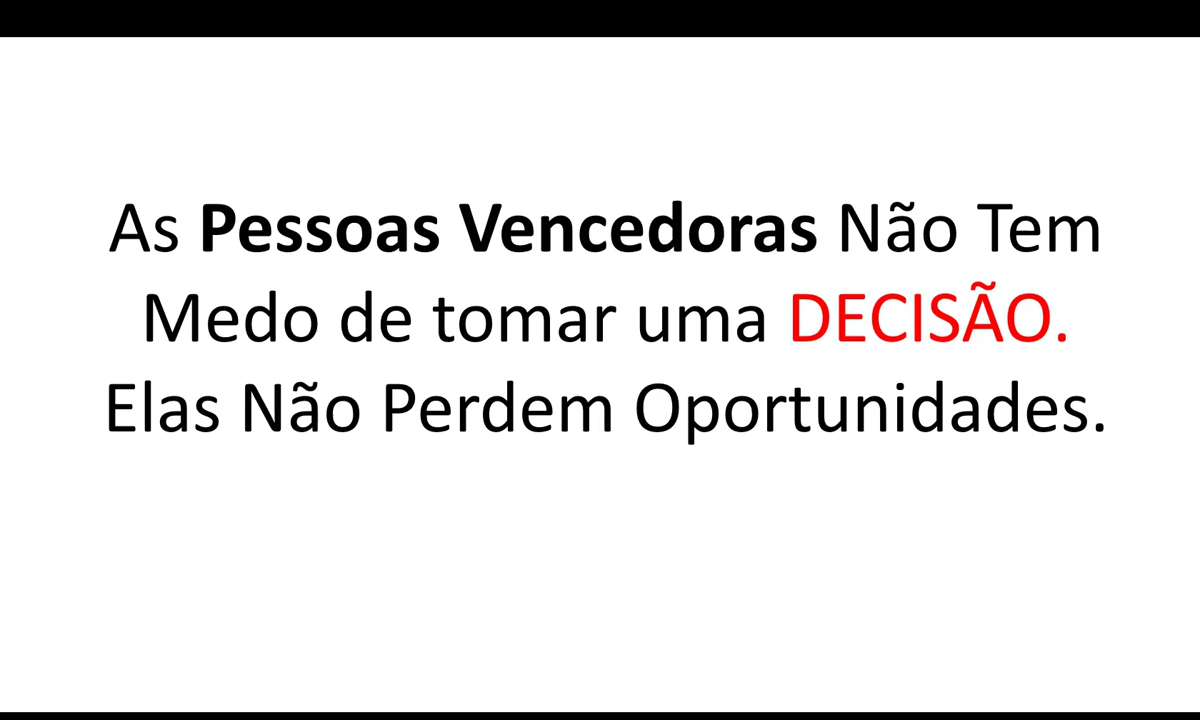 As Pessoas Vencedoras Não Tem
Medo de tomar uma DECISÃO.
Elas Não Perdem Oportunidades.